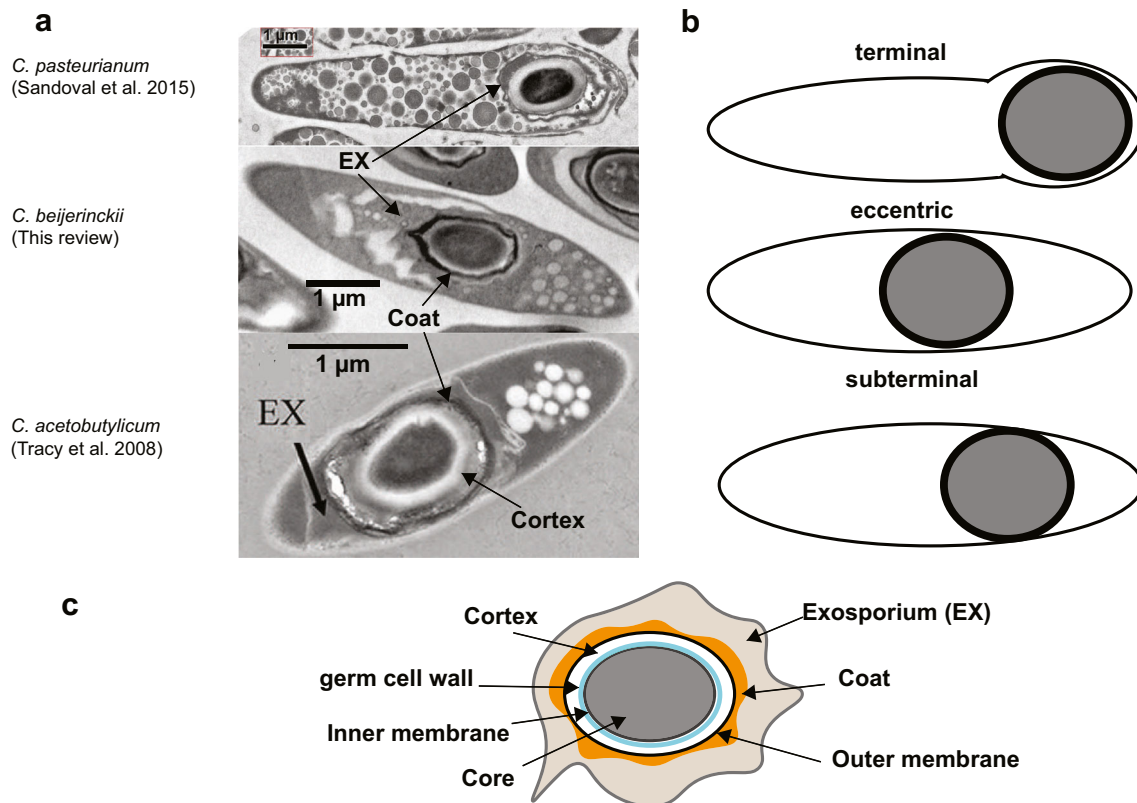 a
b
1 µm
C. pasteurianum
(Sandoval et al. 2015)
EX
C. beijerinckii
(This review)
1 µm
Coat
1 µm
EX
C. acetobutylicum
(Tracy et al. 2008)
Cortex
terminal
eccentric
subterminal
c
Cortex
Exosporium (EX)
germ cell wall
Coat
Inner membrane
Outer membrane
Core